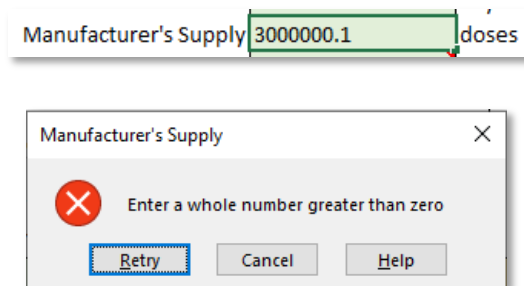 Manufacturer's Supply 3000000.1 doses
Manufacturer's Supply
Enter a whole number greater than zero
Retry Cancel Help